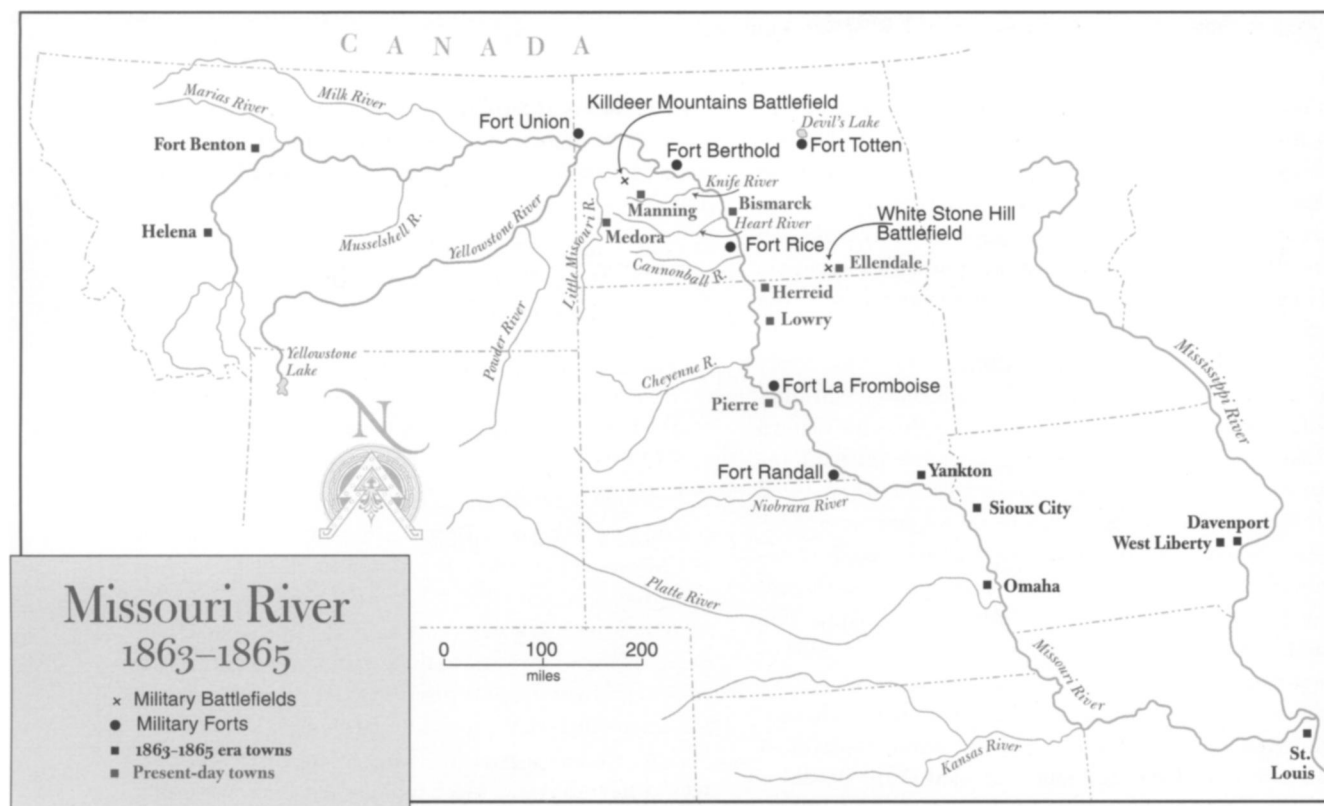 CANADA
Marias River
Milk River
Killdeer Mountains Battlefield
Fort Union
Devil's Lake
Fort Totten
Fort Benton
Fort Berthold
Knife River
Manning
Bismarck
White Stone Hill
Battlefield
Helena
Musselshell R.
Yellowstone River
Little Missouri R.
Medora
Heart River
Fort Rice
Cannonball R.
Ellendale
Herreid
Lowry
Powder River
Yellowstone
Lake
Cheyenne R.
Mississippi River
Fort La Fromboise
Pierre
N
Fort Randall
Yankton
Niobrara River
Sioux City
Davenport
West Liberty
Platte River
Omaha
Missouri River
1863–1865
Military Battlefields
Military Forts
1863–1865 era towns
Present-day towns
0 100 200
miles
Missouri River
Kansas River
St.
Louis